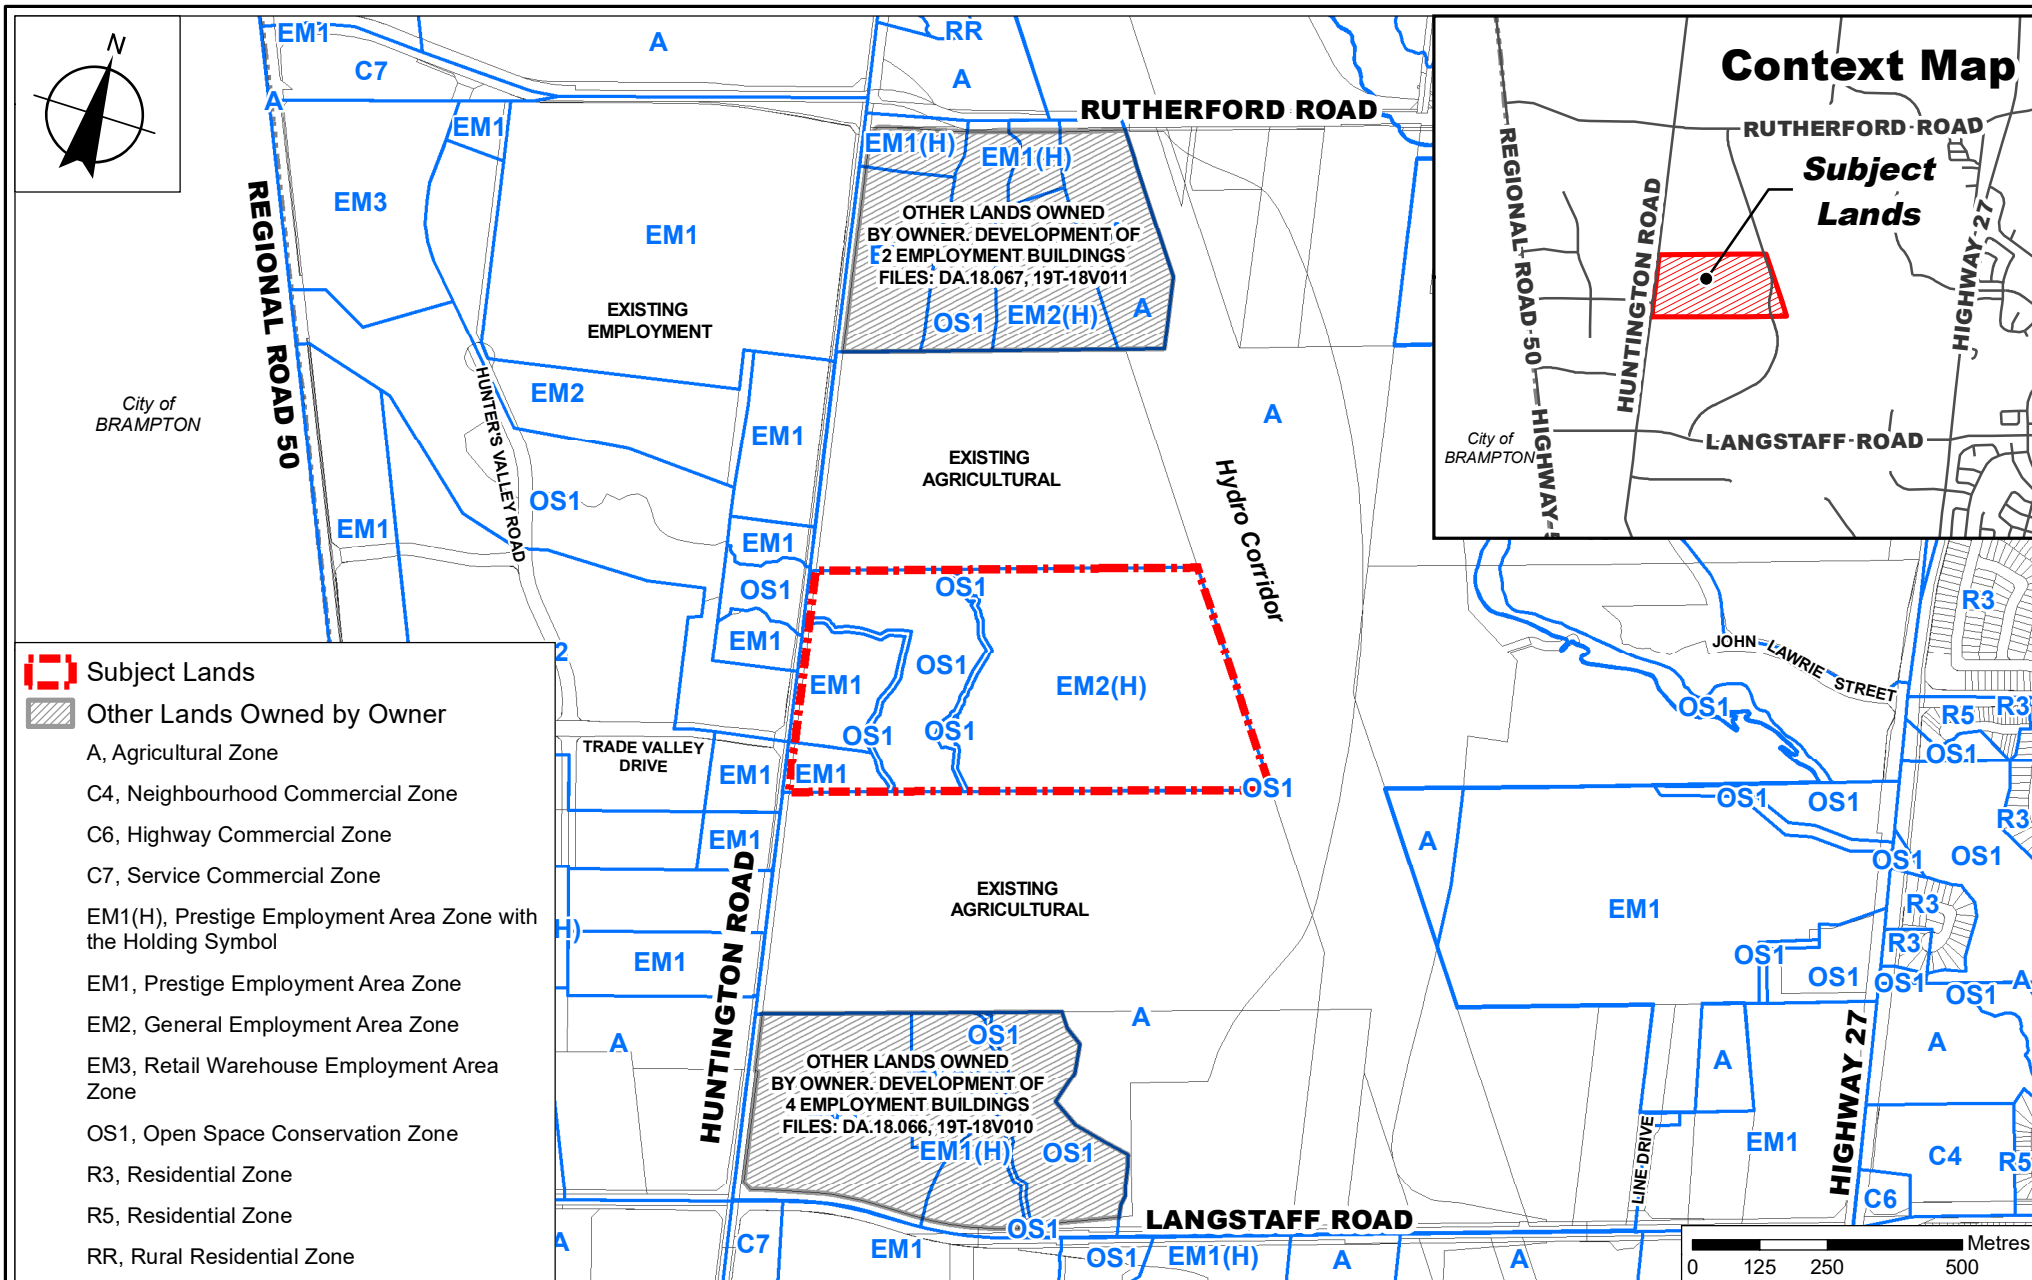 N
EM1
C7
A
A
RR
A
RUTHERFORD ROAD
EM1
EM3
EM1
EM1(H)
EM1(H)
OTHER LANDS OWNED
BY OWNER. DEVELOPMENT OF
2 EMPLOYMENT BUILDINGS
FILES: DA.18.067, 19T-18V011
OS1
EM2(H)
A
REGIONAL ROAD 50
EXISTING
EMPLOYMENT
City of
BRAMPTON
HUNTER'S VALLEY ROAD
EM2
EM1
OS1
EM1
EXISTING
AGRICULTURAL
A
Hydro Corridor
EM1
OS1
EM1
OS1
OS1
EM1
EM2(H)
OS1
OS1
EM1
OS1
TRADE VALLEY
DRIVE
EM1
EM1
EM1
HUNTINGTON ROAD
EXISTING
AGRICULTURAL
A
A
OS1
OTHER LANDS OWNED
BY OWNER. DEVELOPMENT OF
4 EMPLOYMENT BUILDINGS
FILES: DA.18.066, 19T-18V010
EM1(H)
OS1
OS1
LANGSTAFF ROAD
A
C7
EM1
OS1
EM1(H)
A
A
Context Map
RUTHERFORD ROAD
Subject
Lands
REGIONAL ROAD 50
HIGHWAY
HUNTINGTON ROAD
HIGHWAY 27
LANGSTAFF ROAD
City of
BRAMPTON
R3
JOHN LAWRIE STREET
OS1
R5
R3
OS1
OS1
OS1
R3
A
EM1
OS1
OS1
R3
R3
OS1
OS1
OS1
OS1
A
A
A
EM1
LINE DRIVE
HIGHWAY 27
C4
R5
C6
Subject Lands
Other Lands Owned by Owner
A, Agricultural Zone
C4, Neighbourhood Commercial Zone
C6, Highway Commercial Zone
C7, Service Commercial Zone
EM1(H), Prestige Employment Area Zone with
the Holding Symbol
EM1, Prestige Employment Area Zone
EM2, General Employment Area Zone
EM3, Retail Warehouse Employment Area
Zone
OS1, Open Space Conservation Zone
R3, Residential Zone
R5, Residential Zone
RR, Rural Residential Zone
Metres
0 125 250 500